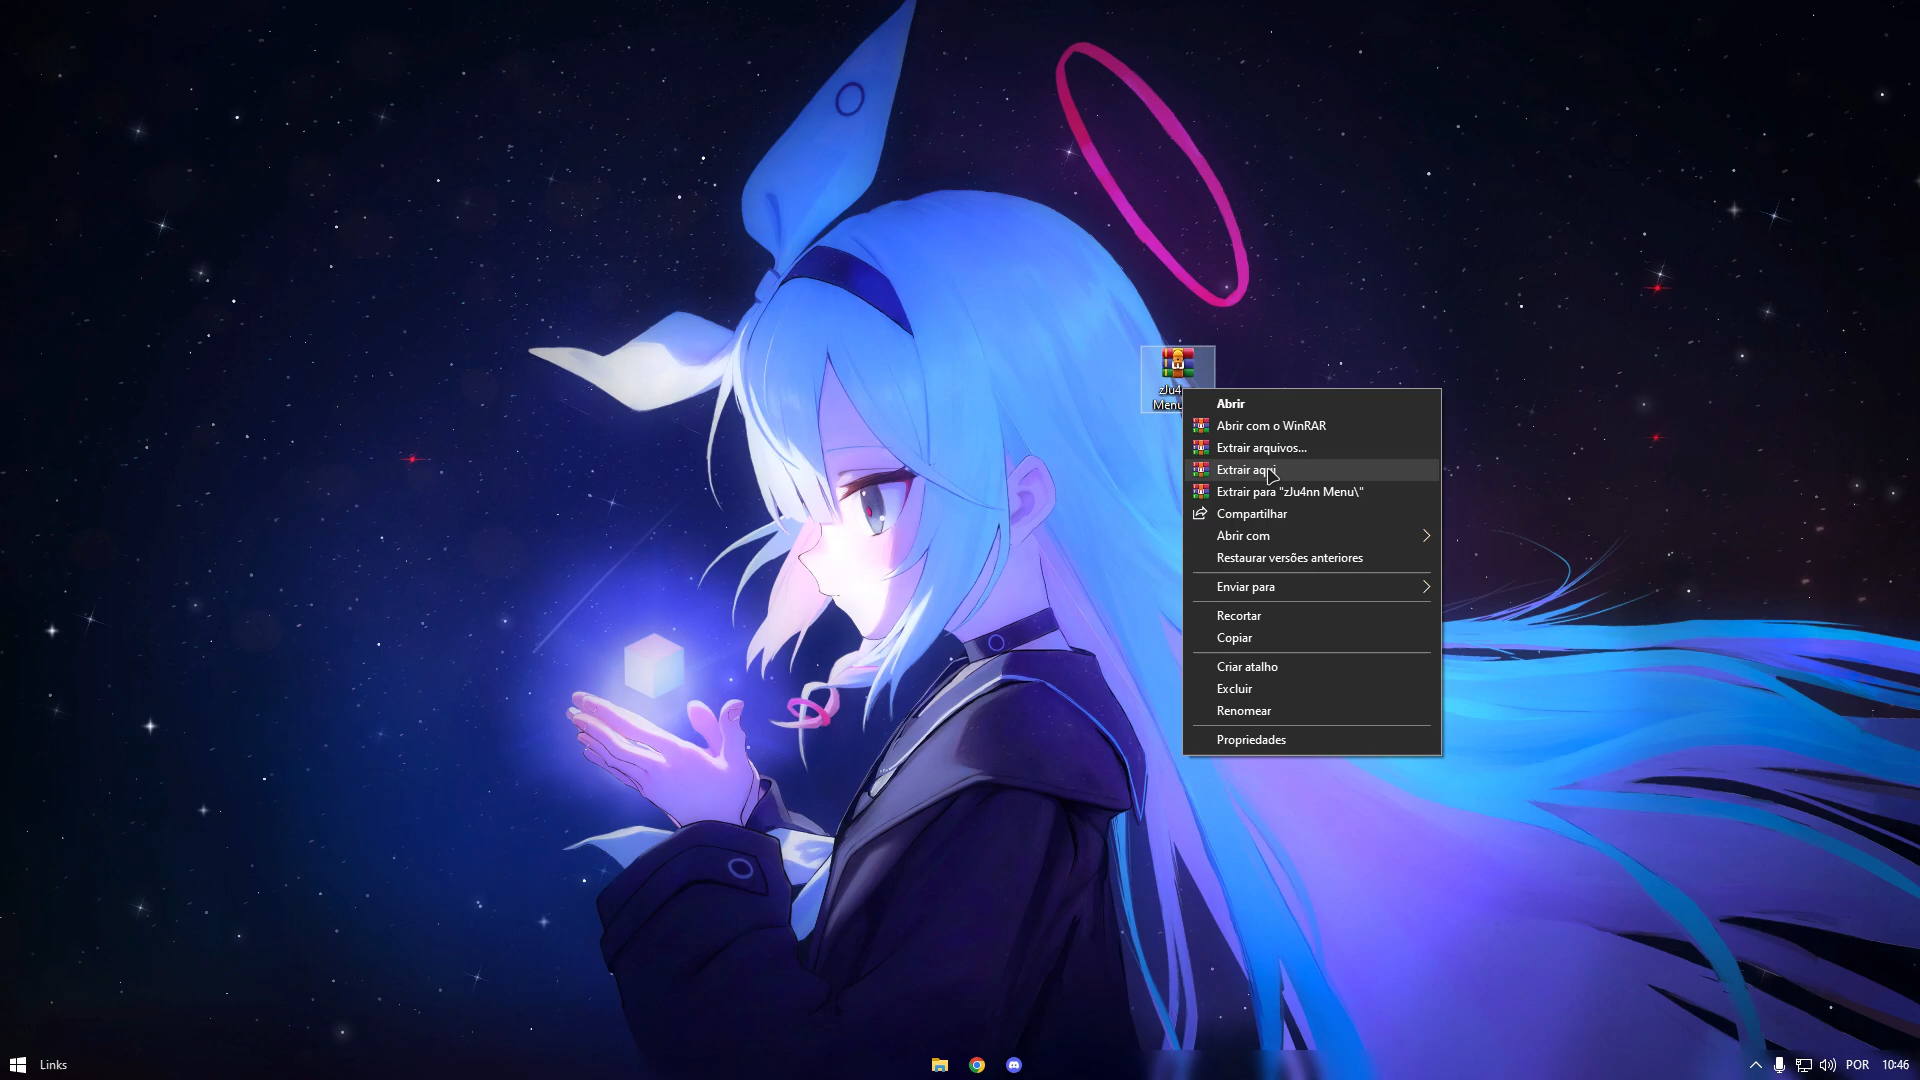 zJu4
Menu
Abrir
Abrir com o WinRAR
Extrair arquivos...
Extrair aqui
Extrair para "zJu4nn Menu\"
Compartilhar
Abrir com
Restaurar versões anteriores
Enviar para
Recortar
Copiar
Criar atalho
Excluir
Renomear
Propriedades
Links
POR
10:46